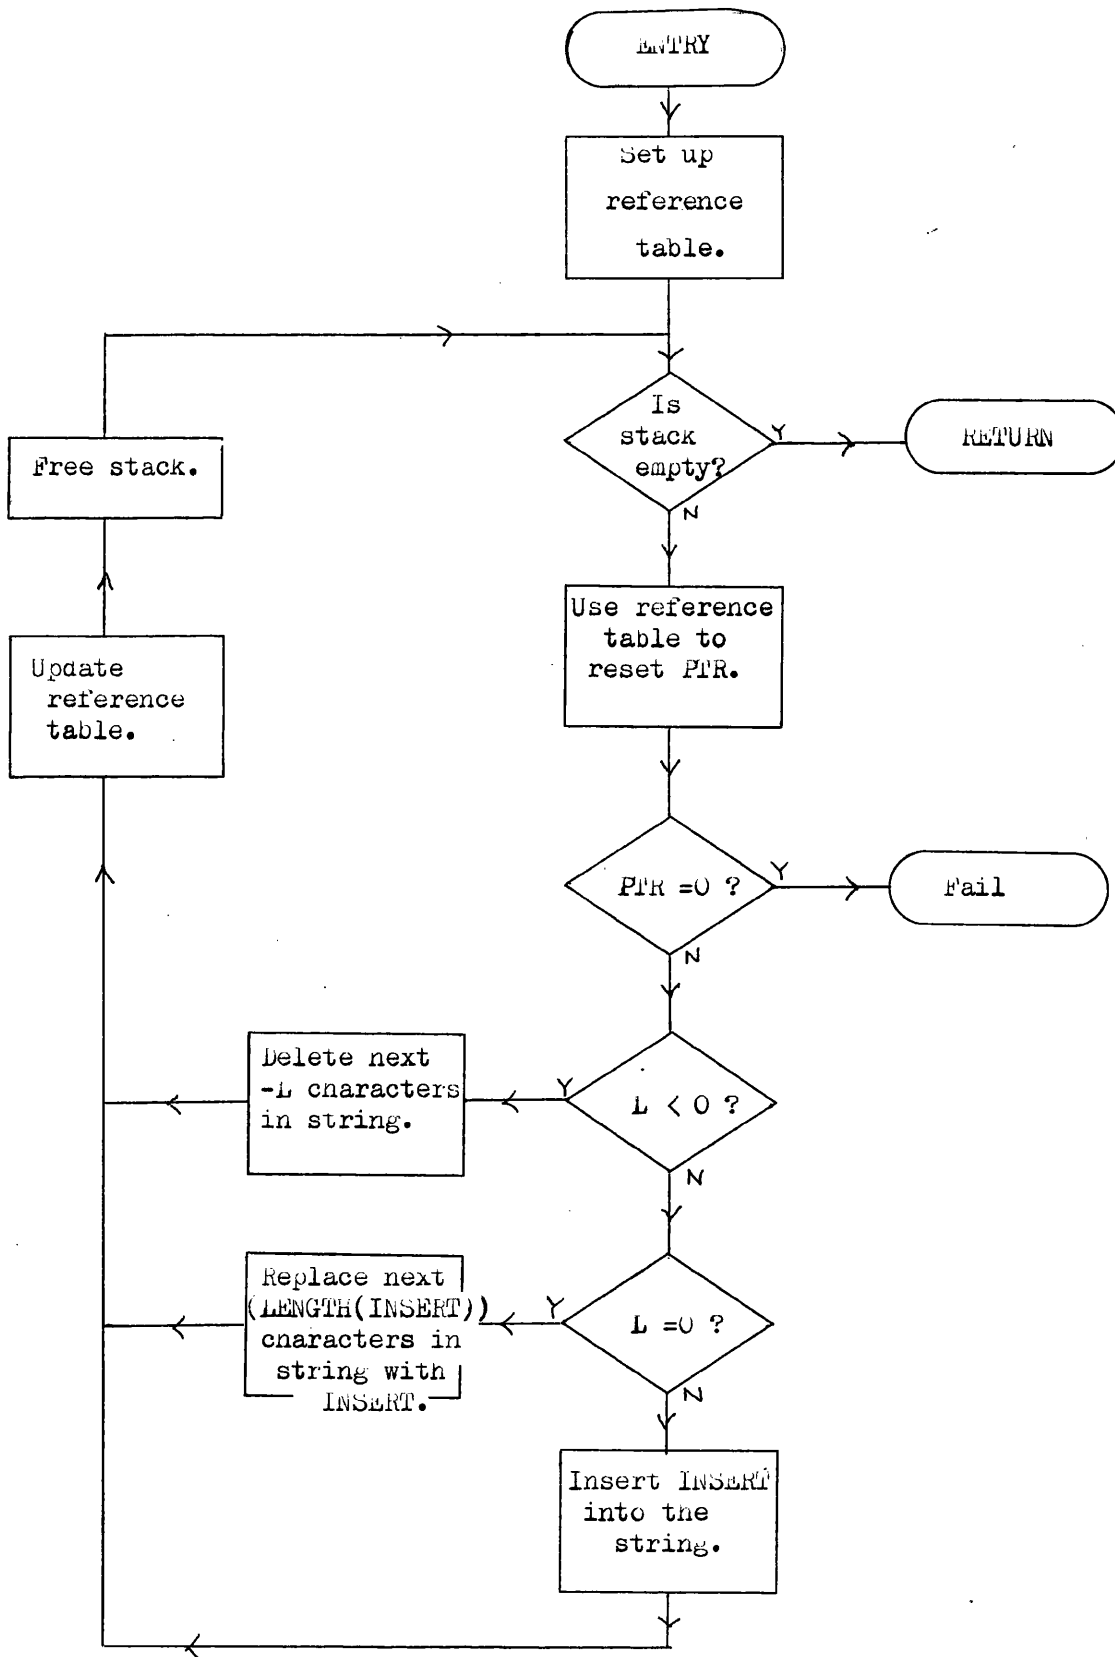 ENTRY
Set up
reference
table.
Is
stack
empty?
Y
RETURN
N
Free stack.
Use reference
table to
reset PTR.
Update
reference
table.
PTR =0 ?
Y
Fail
N
Delete next
-L characters
in string.
Y
L < 0 ?
N
Replace next
(LENGTH(INSERT))
characters in
string with
INSERT.
Y
L =0 ?
N
Insert INSERT
into the
string.